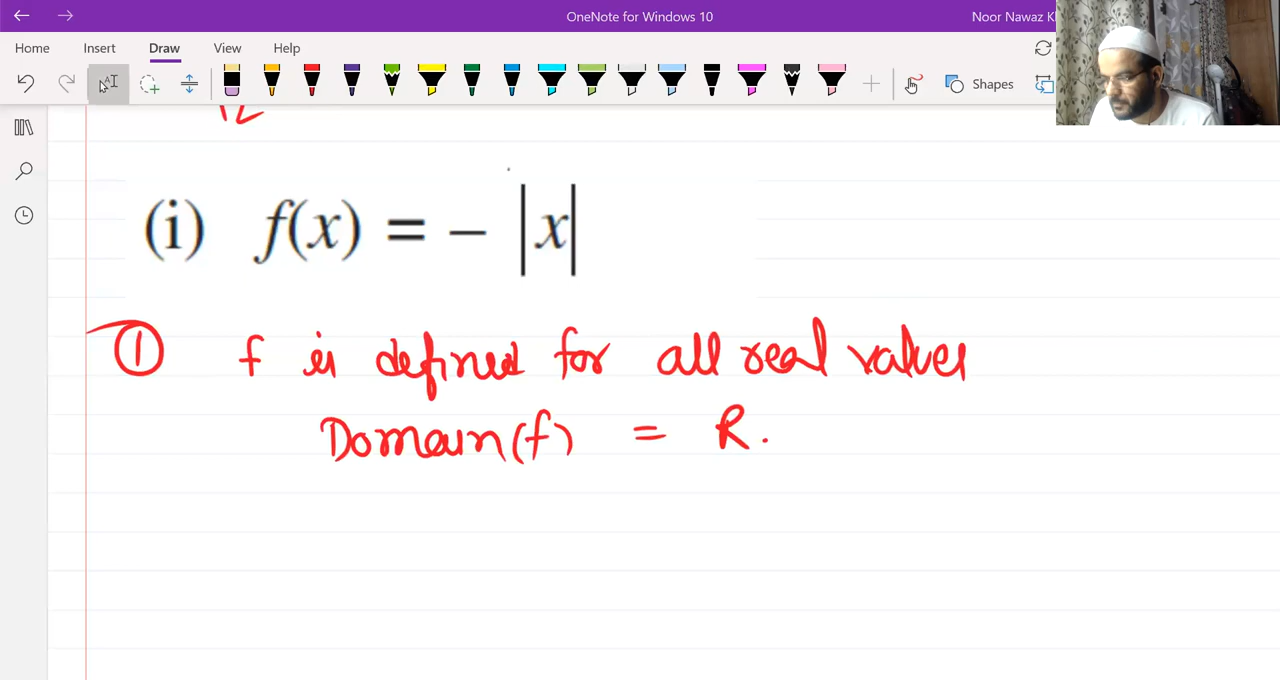 OneNote for Windows 10
Noor Nawaz K
Home Insert Draw View Help
Shapes
12
(i) f(x) = - |x|
① f is defined for all real values
Domain(f) = R.